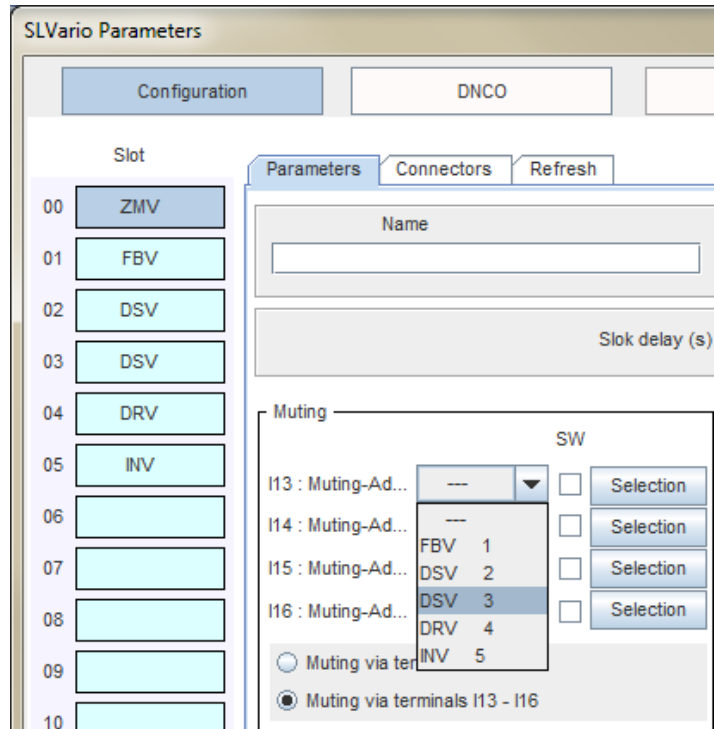 SLVario Parameters
Configuration
DNCO
Slot
Parameters
Connectors
Refresh
00 ZMV
Name
01 FBV
02 DSV
Slok delay (s)
03 DSV
04 DRV
Muting
SW
05 INV
I13 : Muting-Ad... --- Selection
06
---
I14 : Muting-Ad... Selection
FBV 1
07
I15 : Muting-Ad... DSV 2 Selection
08
I16 : Muting-Ad... DSV 3 Selection
DRV 4
09
Muting via ter
INV 5
10
Muting via terminals I13 - I16